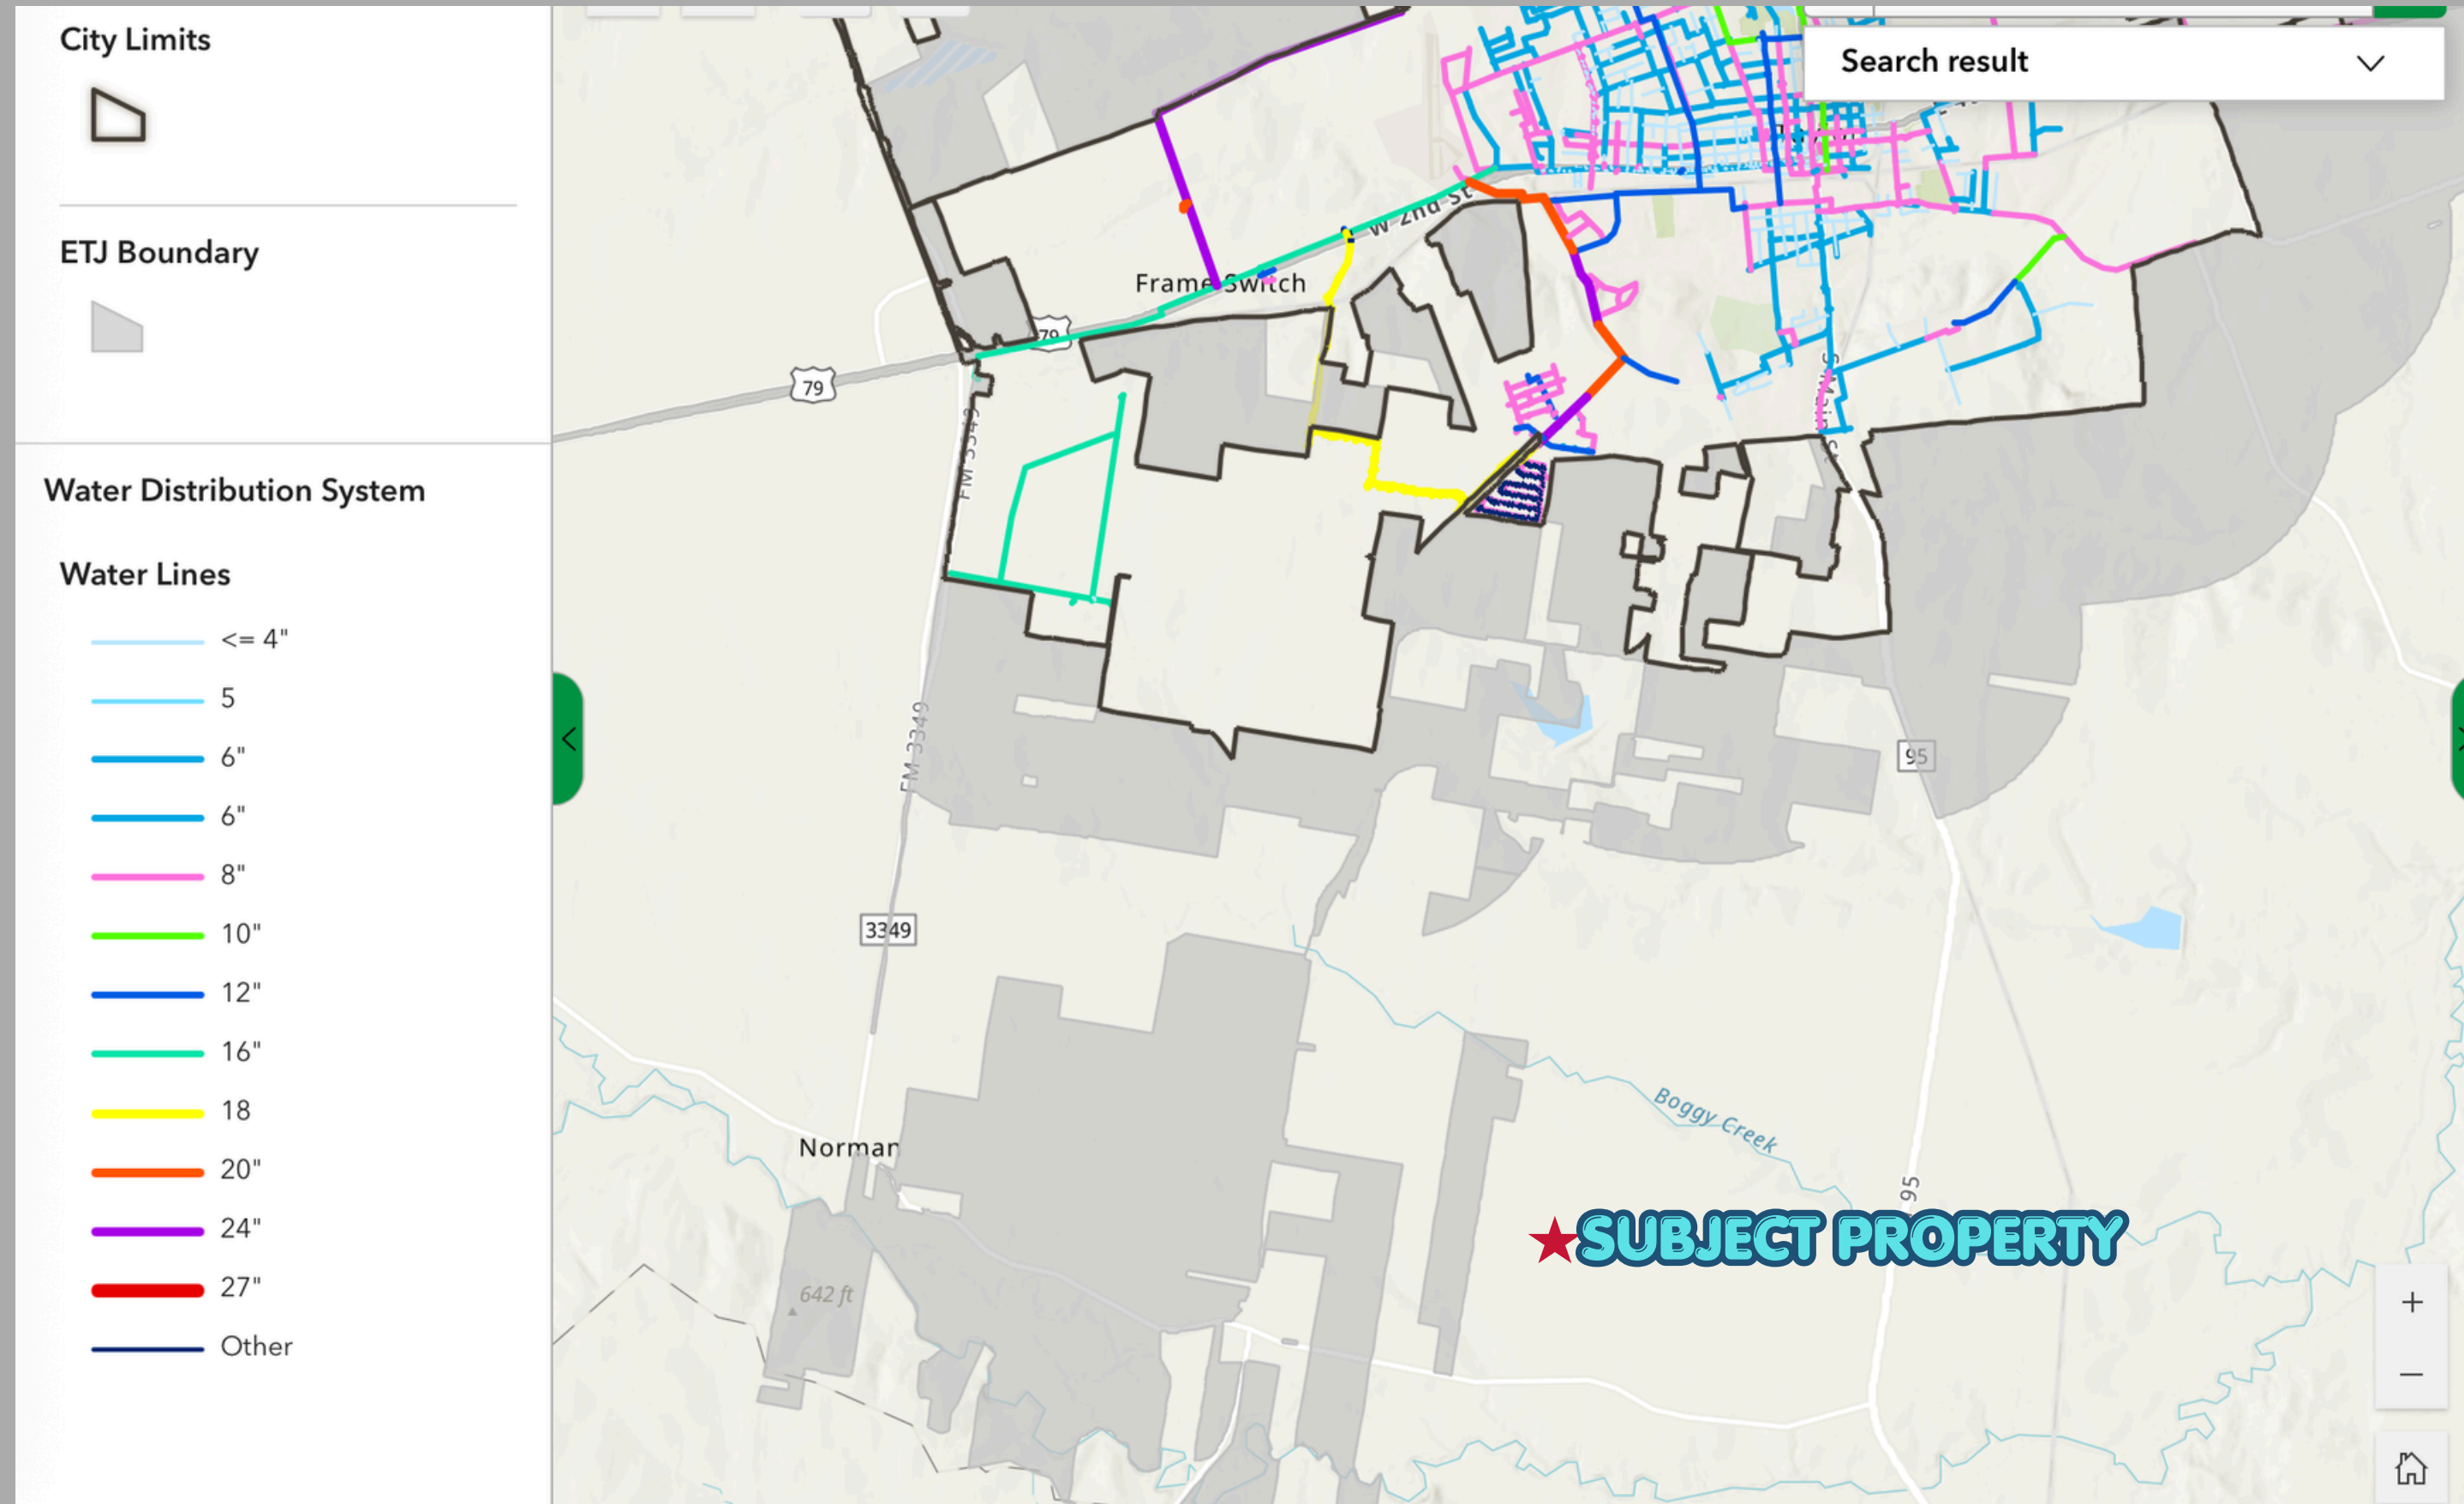 City Limits
ETJ Boundary
Water Distribution System
Water Lines
<= 4"
5
6"
6"
8"
10"
12"
16"
18
20"
24"
27"
Other
Search result
W 2nd St
Frame Switch
79
79
FM 3349
S Main St
FM 3349
95
3349
Boggy Creek
Norman
95
SUBJECT PROPERTY
642 ft
+
−